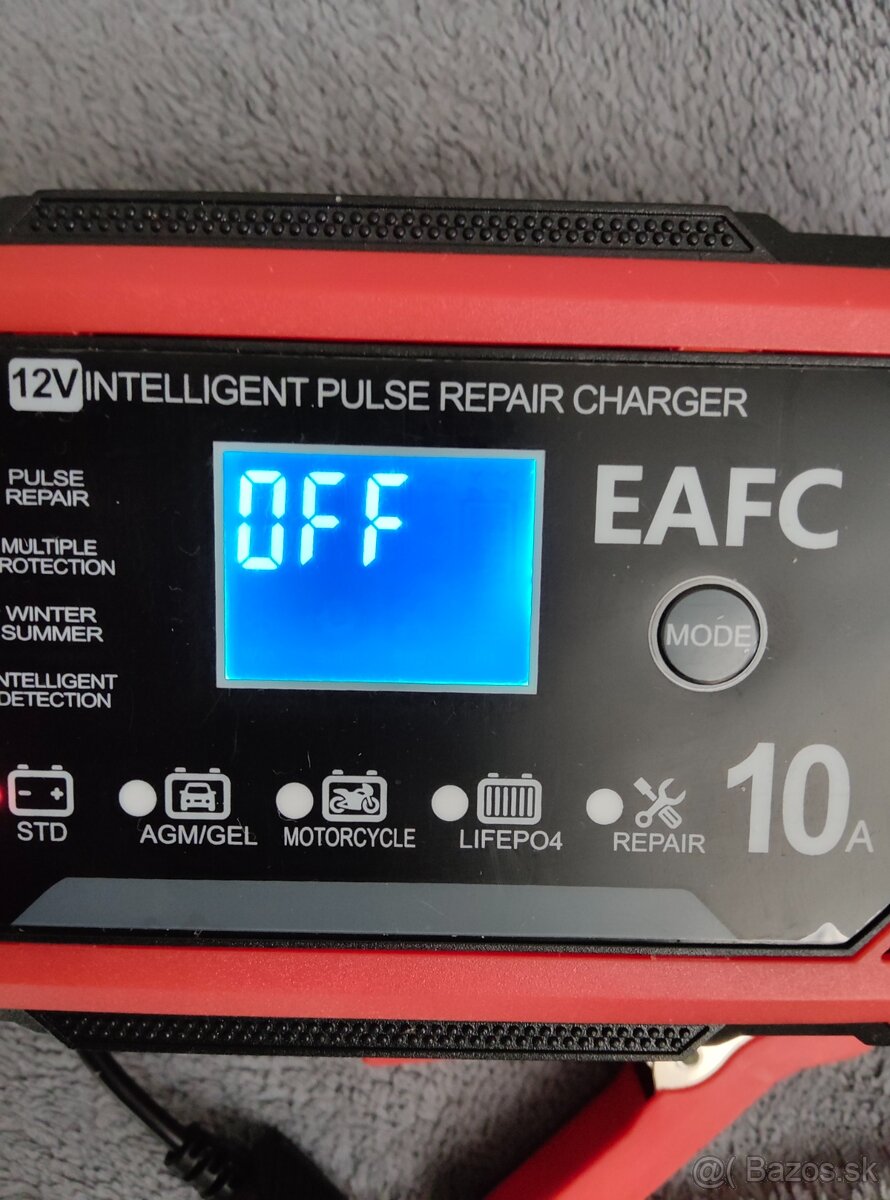 12V INTELLIGENT PULSE REPAIR CHARGER
PULSE
REPAIR
MULTIPLE
ROTECTION
WINTER
SUMMER
NTELLIGENT
DETECTION
OFF
EAFC
MODE
STD
AGM/GEL
MOTORCYCLE
LIFEPO4
REPAIR
10A
@( Bazos.sk